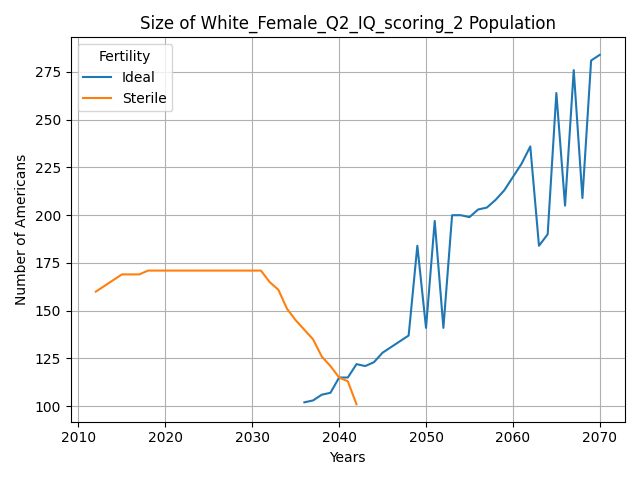 Size of White_Female_Q2_IQ_scoring_2 Population
Fertility
Ideal
Sterile
Number of Americans
275
250
225
200
175
150
125
100
2010 2020 2030 2040 2050 2060 2070
Years